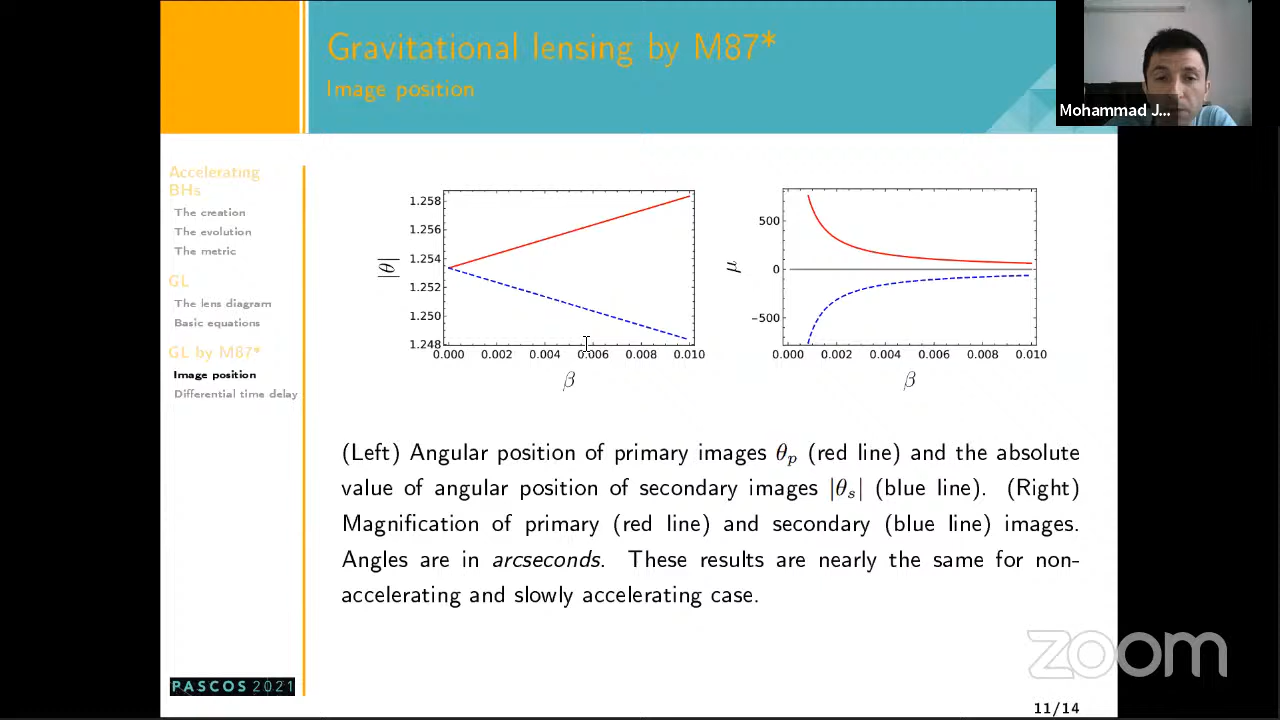 Gravitational lensing by M87*
Image position
Mohammad J...
Accelerating
BHs
The creation
The evolution
The metric
GL
The lens diagram
Basic equations
GL by M87*
Image position
Differential time delay
1.258
1.256
1.254
1.252
1.250
1.248
|θ|
0.000 0.002 0.004 0.006 0.008 0.010
β
500
0
−500
μ
0.000 0.002 0.004 0.006 0.008 0.010
β
(Left) Angular position of primary images θₚ (red line) and the absolute
value of angular position of secondary images |θₛ| (blue line). (Right)
Magnification of primary (red line) and secondary (blue line) images.
Angles are in arcseconds. These results are nearly the same for non-
accelerating and slowly accelerating case.
zoom
PASCOS 2021
11/14